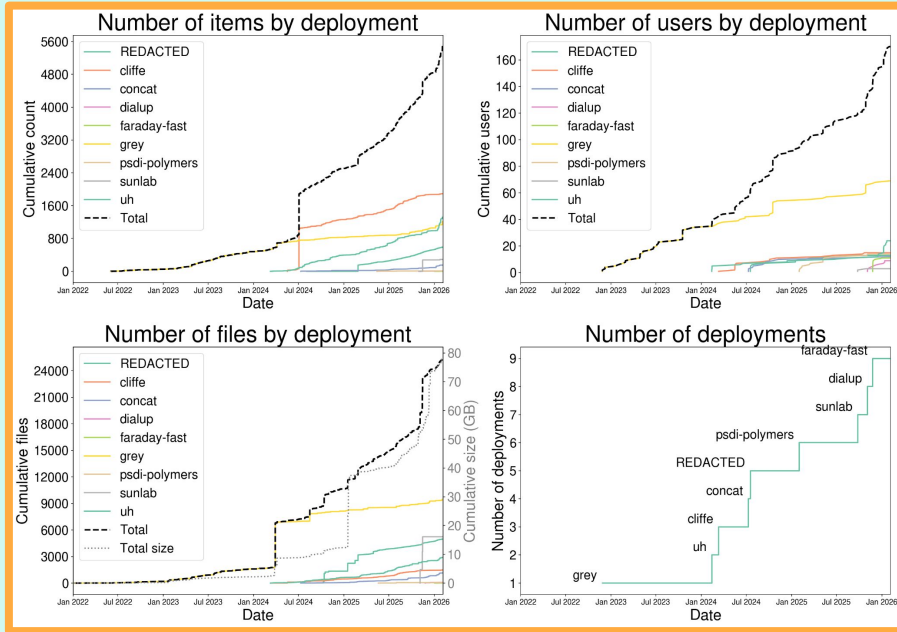 Number of items by deployment
5600
4800
4000
3200
2400
1600
800
0
Cumulative count
REDACTED
cliffe
concat
dialup
faraday-fast
grey
psdi-polymers
sunlab
uh
Total
Jan 2022 Jul 2022 Jan 2023 Jul 2023 Jan 2024 Jul 2024 Jan 2025 Jul 2025 Jan 2026
Date
Number of users by deployment
160
140
120
100
80
60
40
20
0
Cumulative users
REDACTED
cliffe
concat
dialup
faraday-fast
grey
psdi-polymers
sunlab
uh
Total
Jan 2022 Jul 2022 Jan 2023 Jul 2023 Jan 2024 Jul 2024 Jan 2025 Jul 2025 Jan 2026
Date
Number of files by deployment
24000
21000
18000
15000
12000
9000
6000
3000
0
Cumulative files
REDACTED
cliffe
concat
dialup
faraday-fast
grey
psdi-polymers
sunlab
uh
Total
Total size
80
70
60
50
40
30
20
10
0
Cumulative size (GB)
Jan 2022 Jul 2022 Jan 2023 Jul 2023 Jan 2024 Jul 2024 Jan 2025 Jul 2025 Jan 2026
Date
Number of deployments
9
8
7
6
5
4
3
2
1
Number of deployments
faraday-fast
dialup
sunlab
psdi-polymers
REDACTED
concat
cliffe
uh
grey
Jan 2022 Jul 2022 Jan 2023 Jul 2023 Jan 2024 Jul 2024 Jan 2025 Jul 2025 Jan 2026
Date